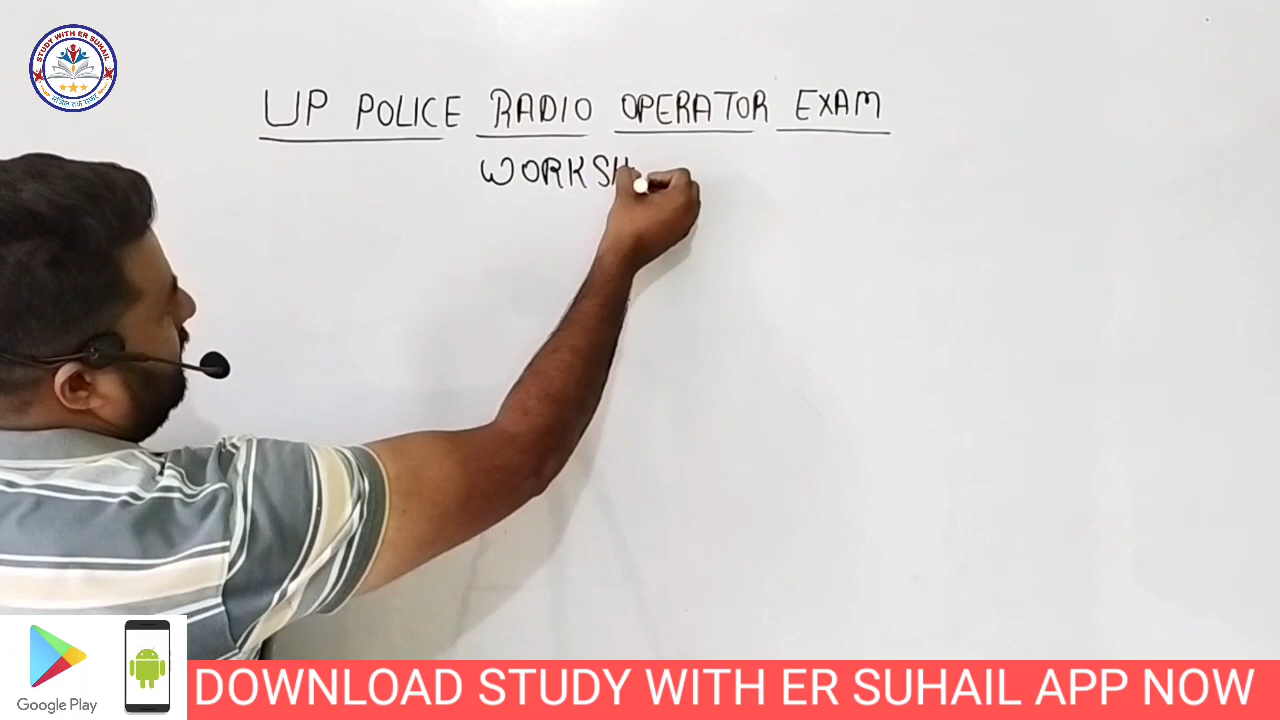 STUDY WITH ER SUHAIL
UP POLICE RADIO OPERATOR EXAM
WORKSH
Google Play
DOWNLOAD STUDY WITH ER SUHAIL APP NOW